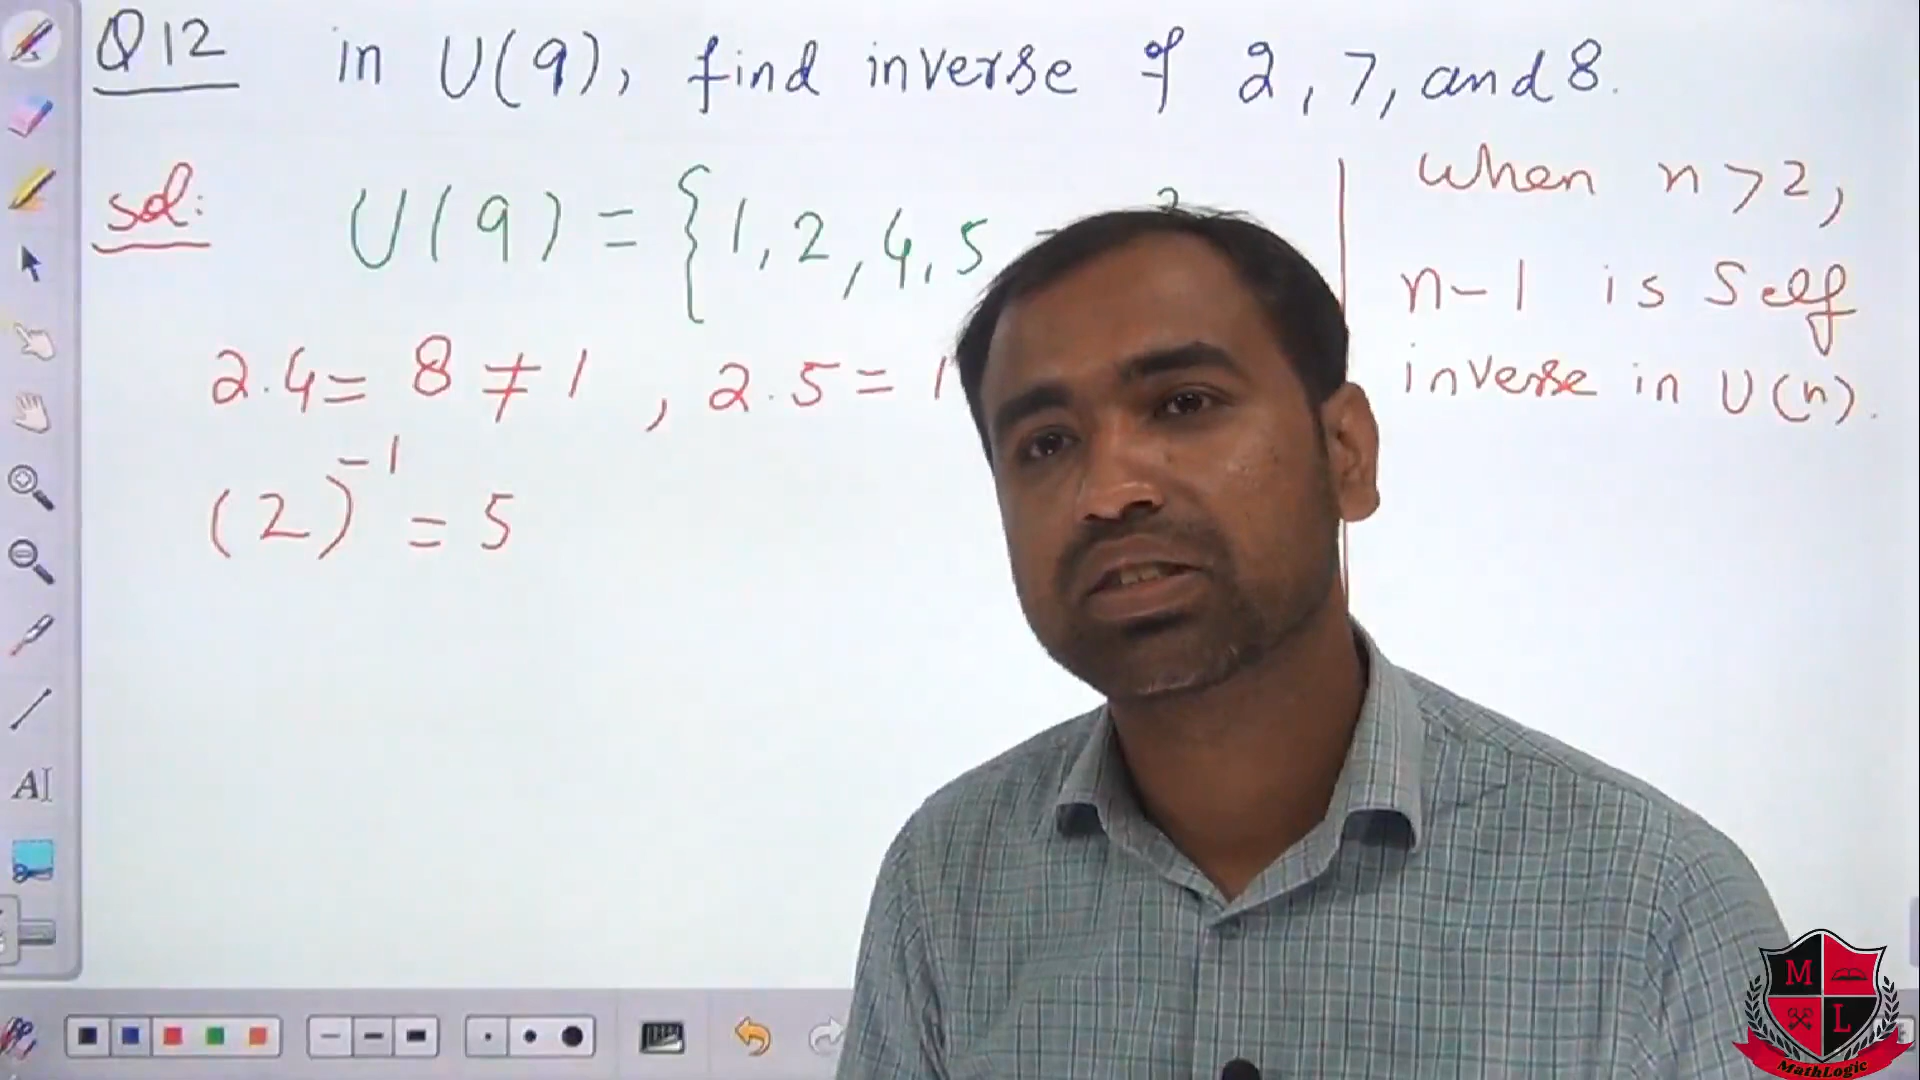 Q12 in U(9), find inverse of 2, 7, and 8.
Sol: U(9) = { 1, 2, 4, 5
2.4 = 8 ≠ 1 , 2.5 = 1
(2)⁻¹ = 5
When n > 2,
n-1 is Self
inverse in U(n).
AI
M
L
MathLogic